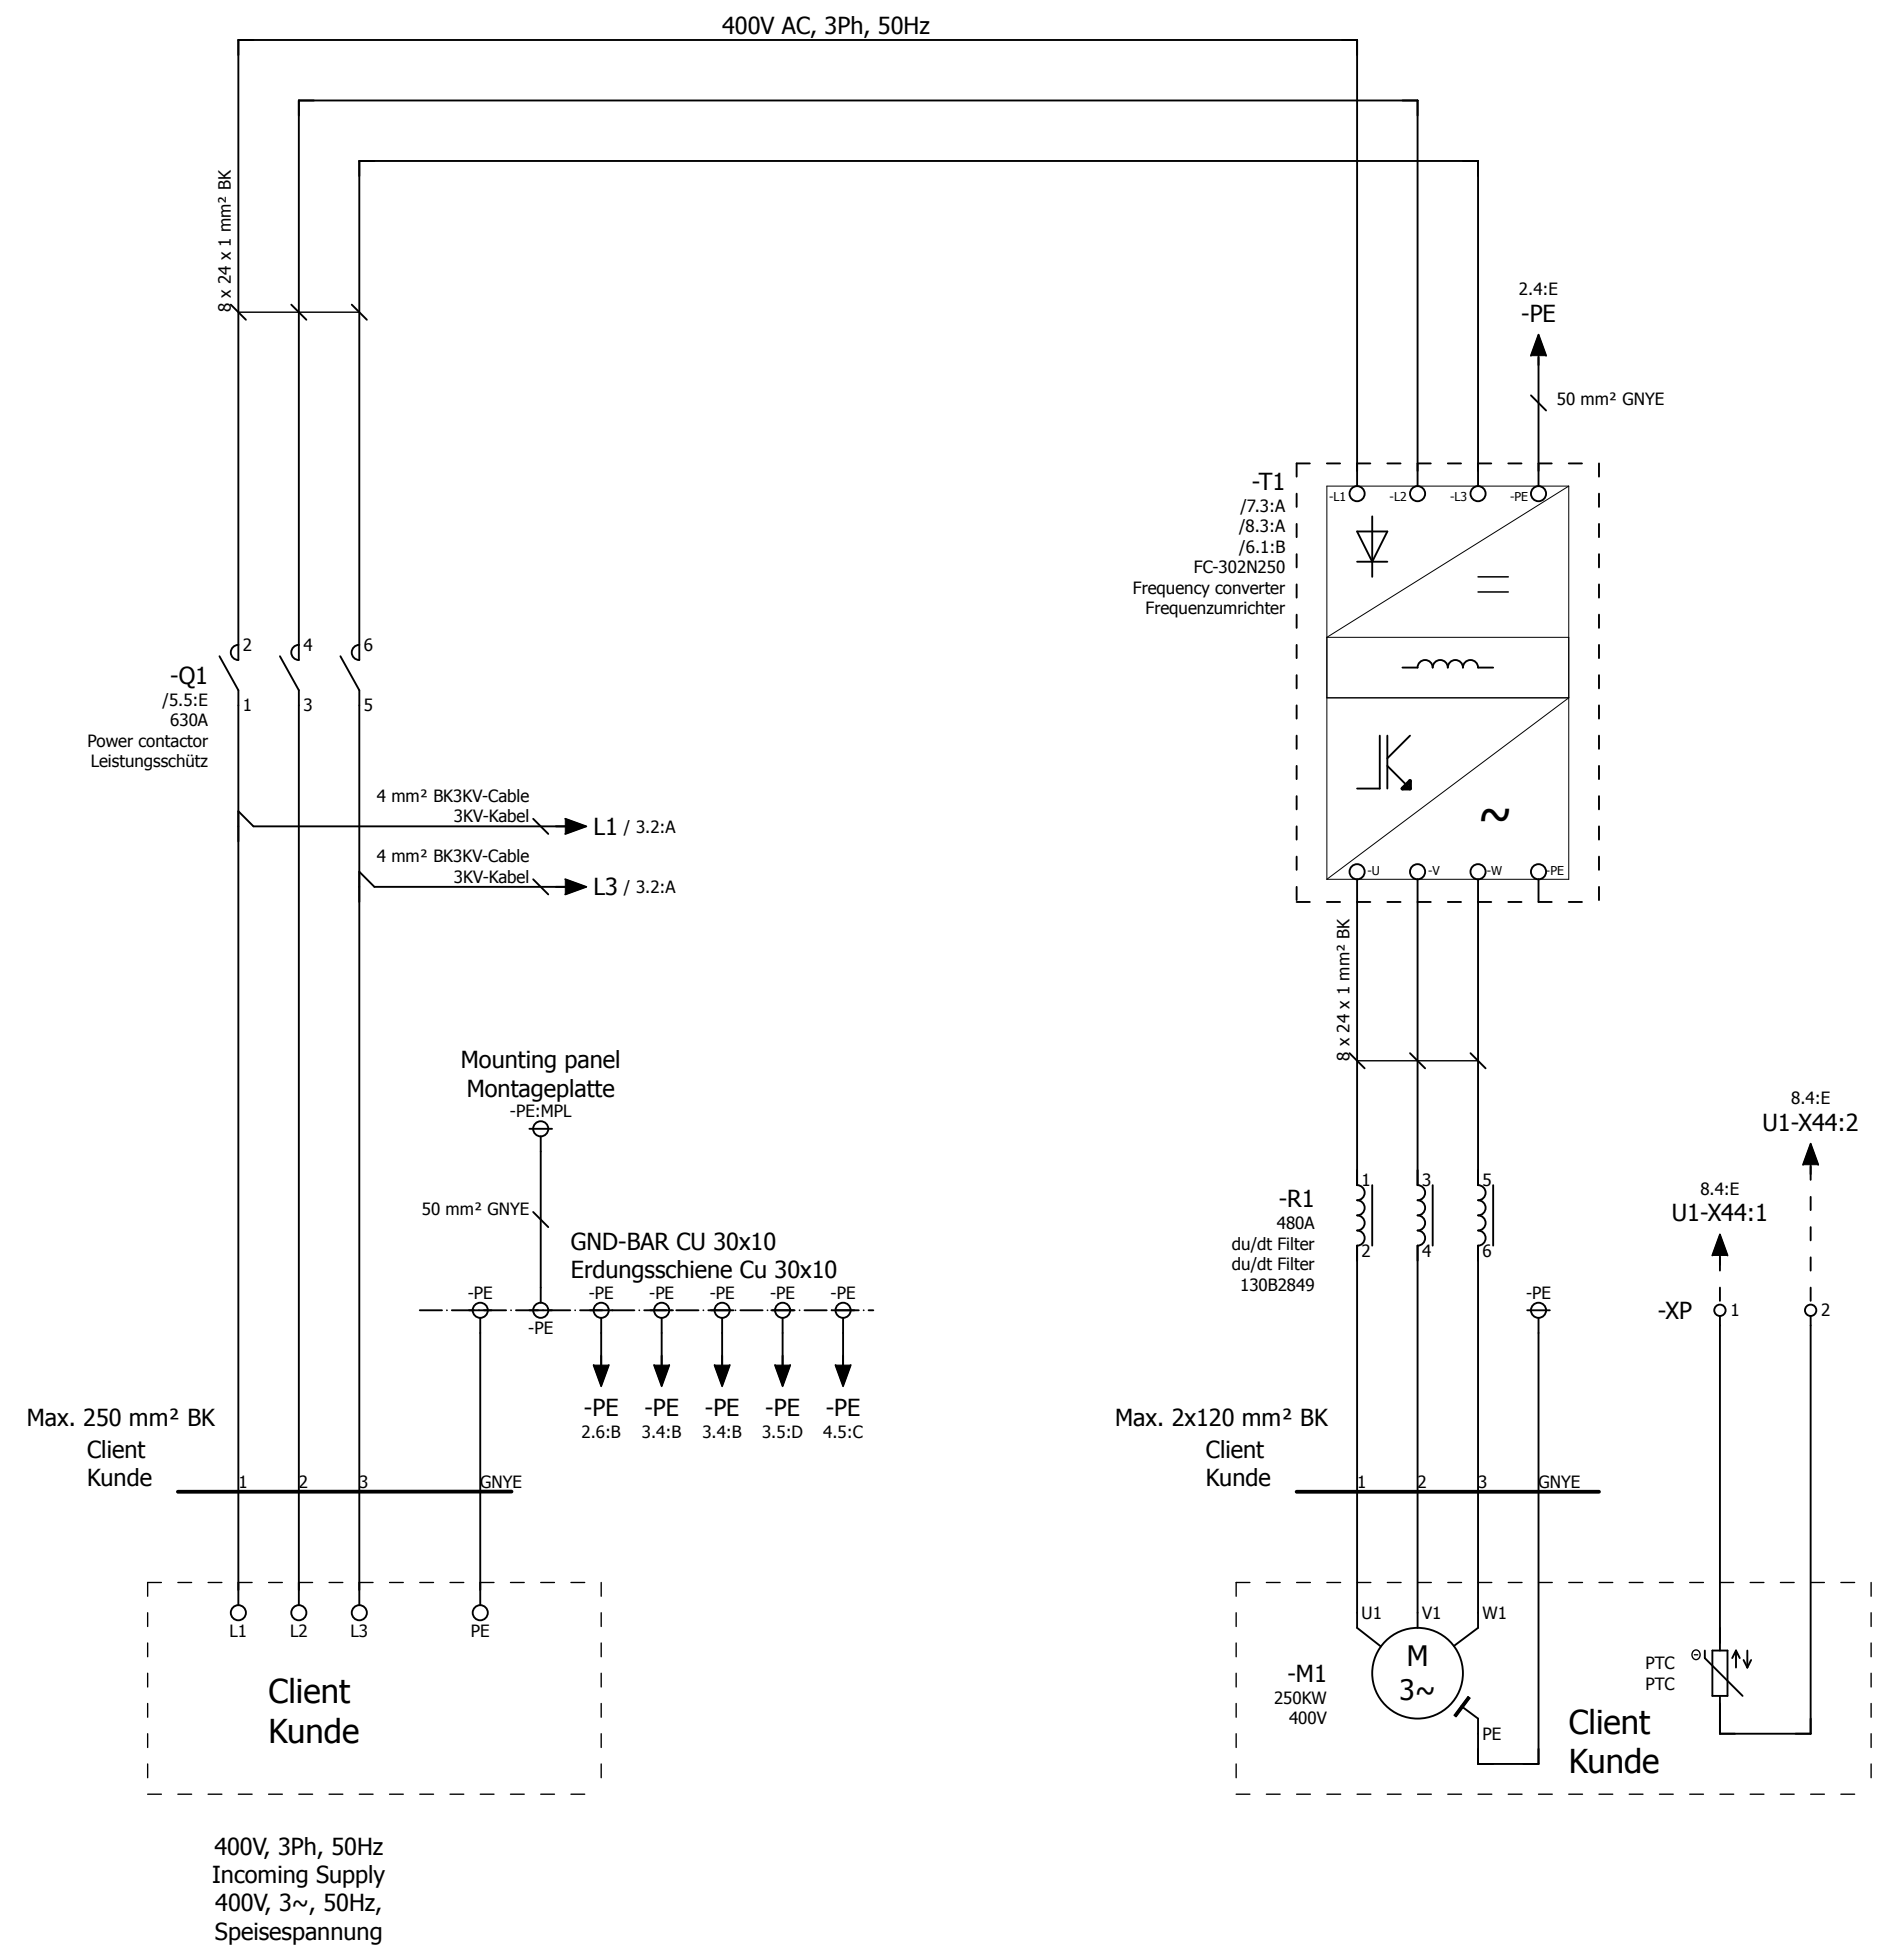 400V AC, 3Ph, 50Hz
8 x 24 x 1 mm² BK
2.4:E
-PE
50 mm² GNYE
-T1
/7.3:A
/8.3:A
/6.1:B
FC-302N250
Frequency converter
Frequenzumrichter
-L1
-L2
-L3
-PE
2
4
6
-Q1
/5.5:E
630A
Power contactor
Leistungsschütz
1
3
5
4 mm² BK3KV-Cable
3KV-Kabel
L1 / 3.2:A
4 mm² BK3KV-Cable
3KV-Kabel
L3 / 3.2:A
~
-U
-V
-W
-PE
8 x 24 x 1 mm² BK
Mounting panel
Montageplatte
-PE:MPL
50 mm² GNYE
GND-BAR CU 30x10
Erdungsschiene Cu 30x10
-PE
-PE
-PE
-PE
-PE
-PE
-PE
-PE
2.6:B
-PE
3.4:B
-PE
3.4:B
-PE
3.5:D
-PE
4.5:C
-R1
480A
du/dt Filter
du/dt Filter
130B2849
1
3
5
2
4
6
-PE
8.4:E
U1-X44:1
8.4:E
U1-X44:2
-XP
1
2
Max. 250 mm² BK
Client
Kunde
1
2
3
GNYE
Max. 2x120 mm² BK
Client
Kunde
1
2
3
GNYE
L1
L2
L3
PE
Client
Kunde
U1
V1
W1
M
3~
-M1
250KW
400V
PE
PTC
PTC
Client
Kunde
400V, 3Ph, 50Hz
Incoming Supply
400V, 3~, 50Hz,
Speisespannung